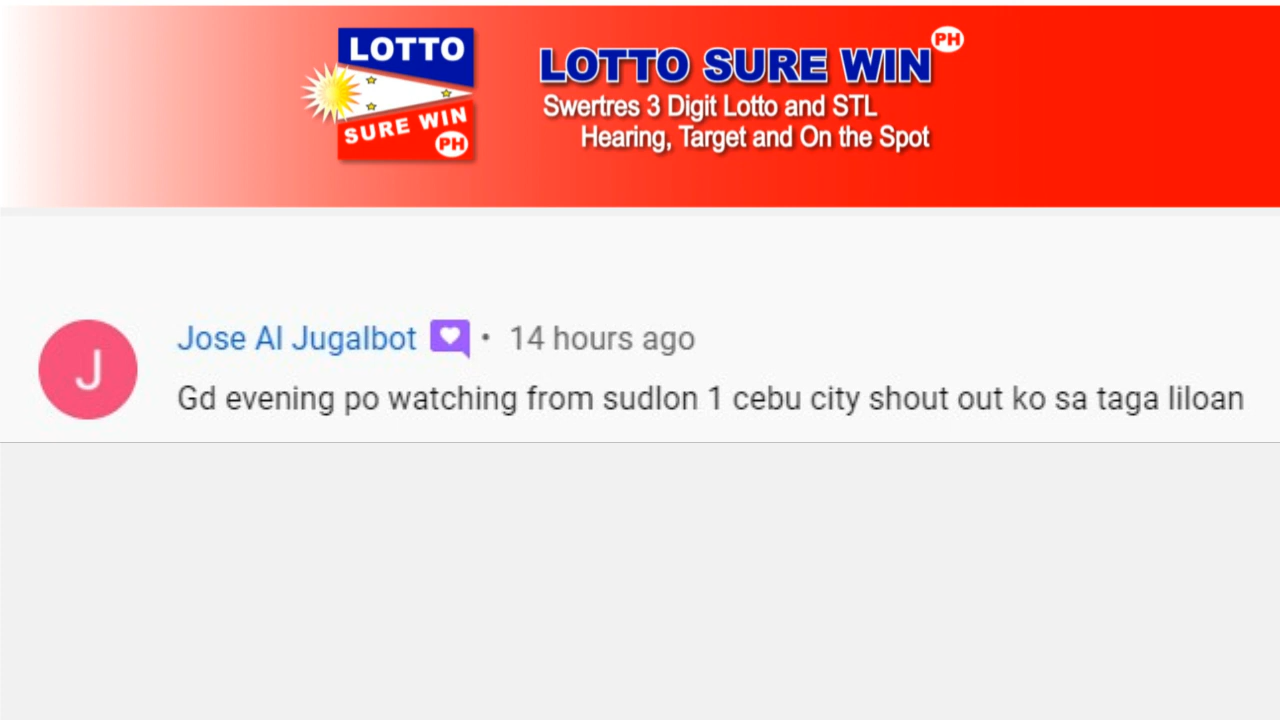 LOTTO
SURE WIN
PH
LOTTO SURE WIN PH
Swertres 3 Digit Lotto and STL
Hearing, Target and On the Spot
J
Jose Al Jugalbot • 14 hours ago
Gd evening po watching from sudlon 1 cebu city shout out ko sa taga liloan